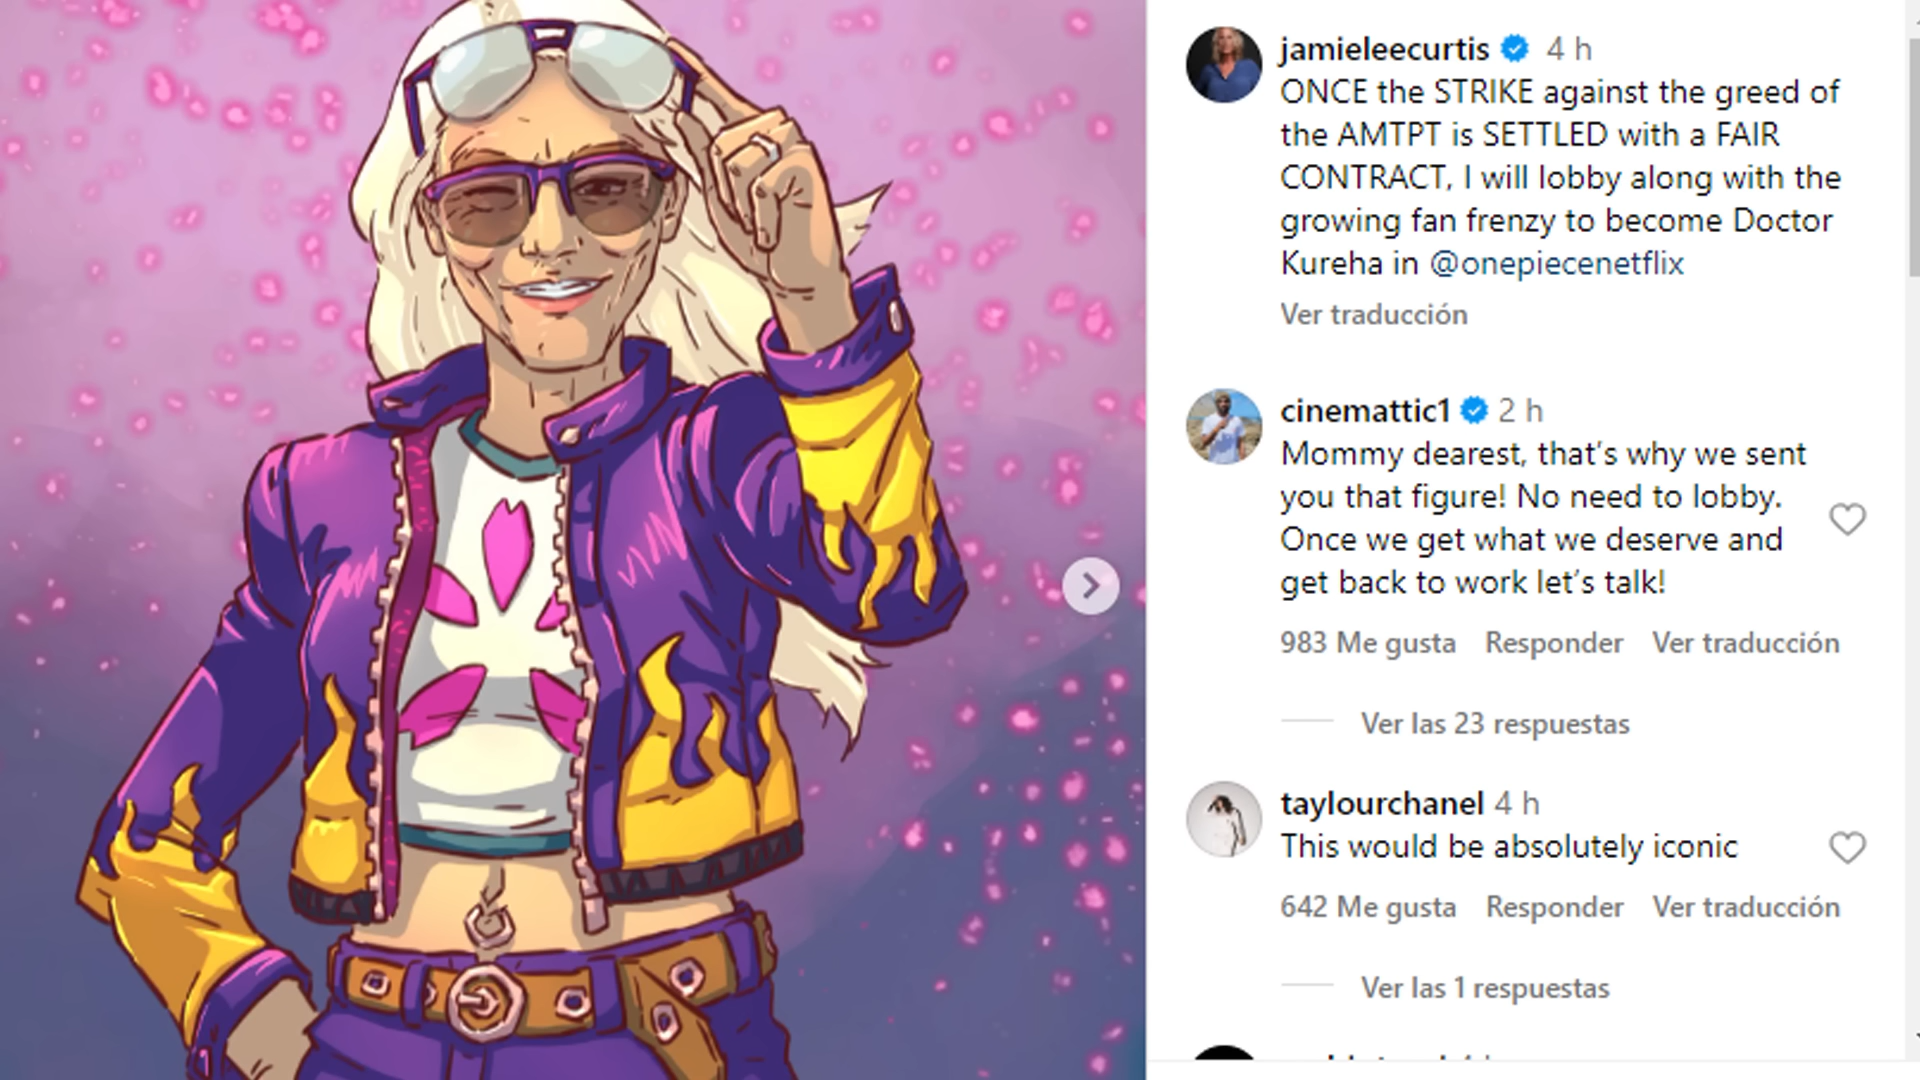 jamieleecurtis 4 h
ONCE the STRIKE against the greed of
the AMTPT is SETTLED with a FAIR
CONTRACT, I will lobby along with the
growing fan frenzy to become Doctor
Kureha in @onepiecenetflix
Ver traducción
cinemattic1 2 h
Mommy dearest, that’s why we sent
you that figure! No need to lobby.
Once we get what we deserve and
get back to work let’s talk!
983 Me gusta Responder Ver traducción
Ver las 23 respuestas
taylourchanel 4 h
This would be absolutely iconic
642 Me gusta Responder Ver traducción
Ver las 1 respuestas